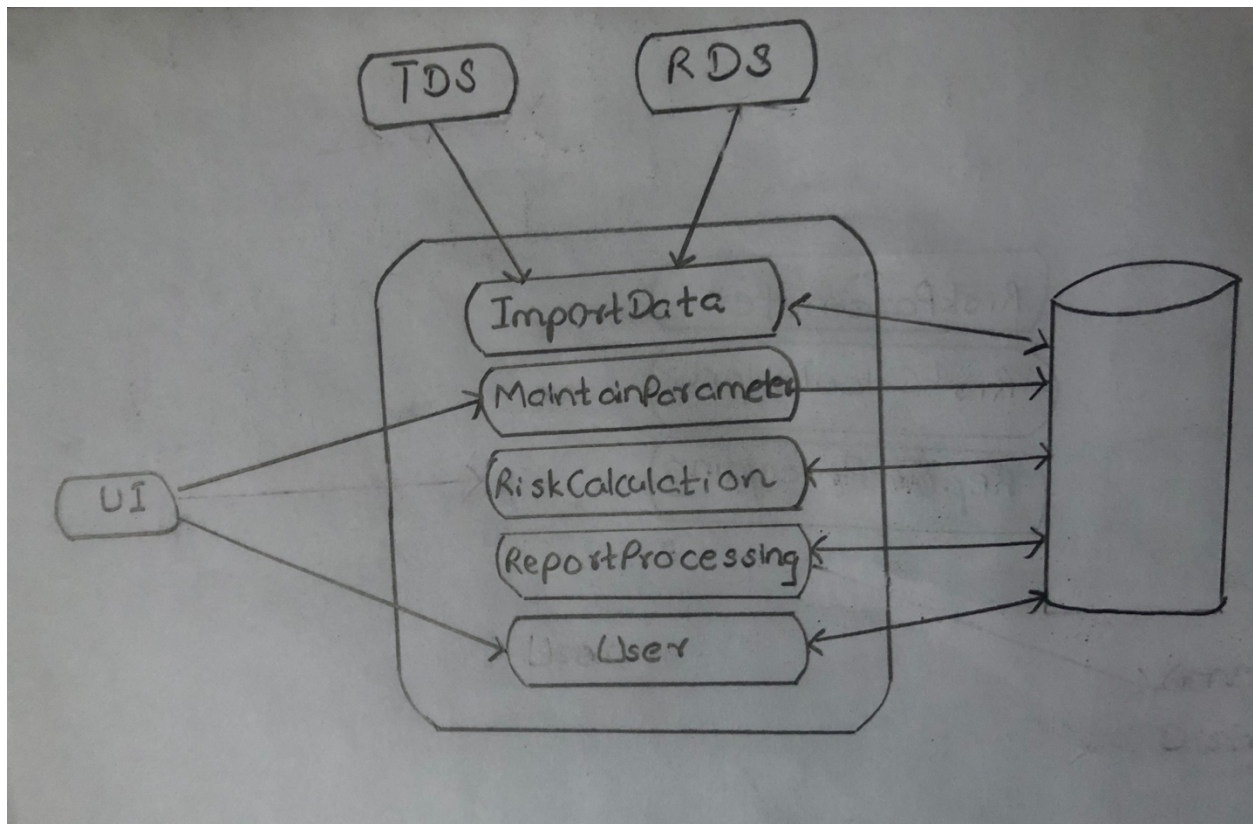 TDS
RDS
ImportData
MaintainParameter
RiskCalculation
UI
ReportProcessing
User